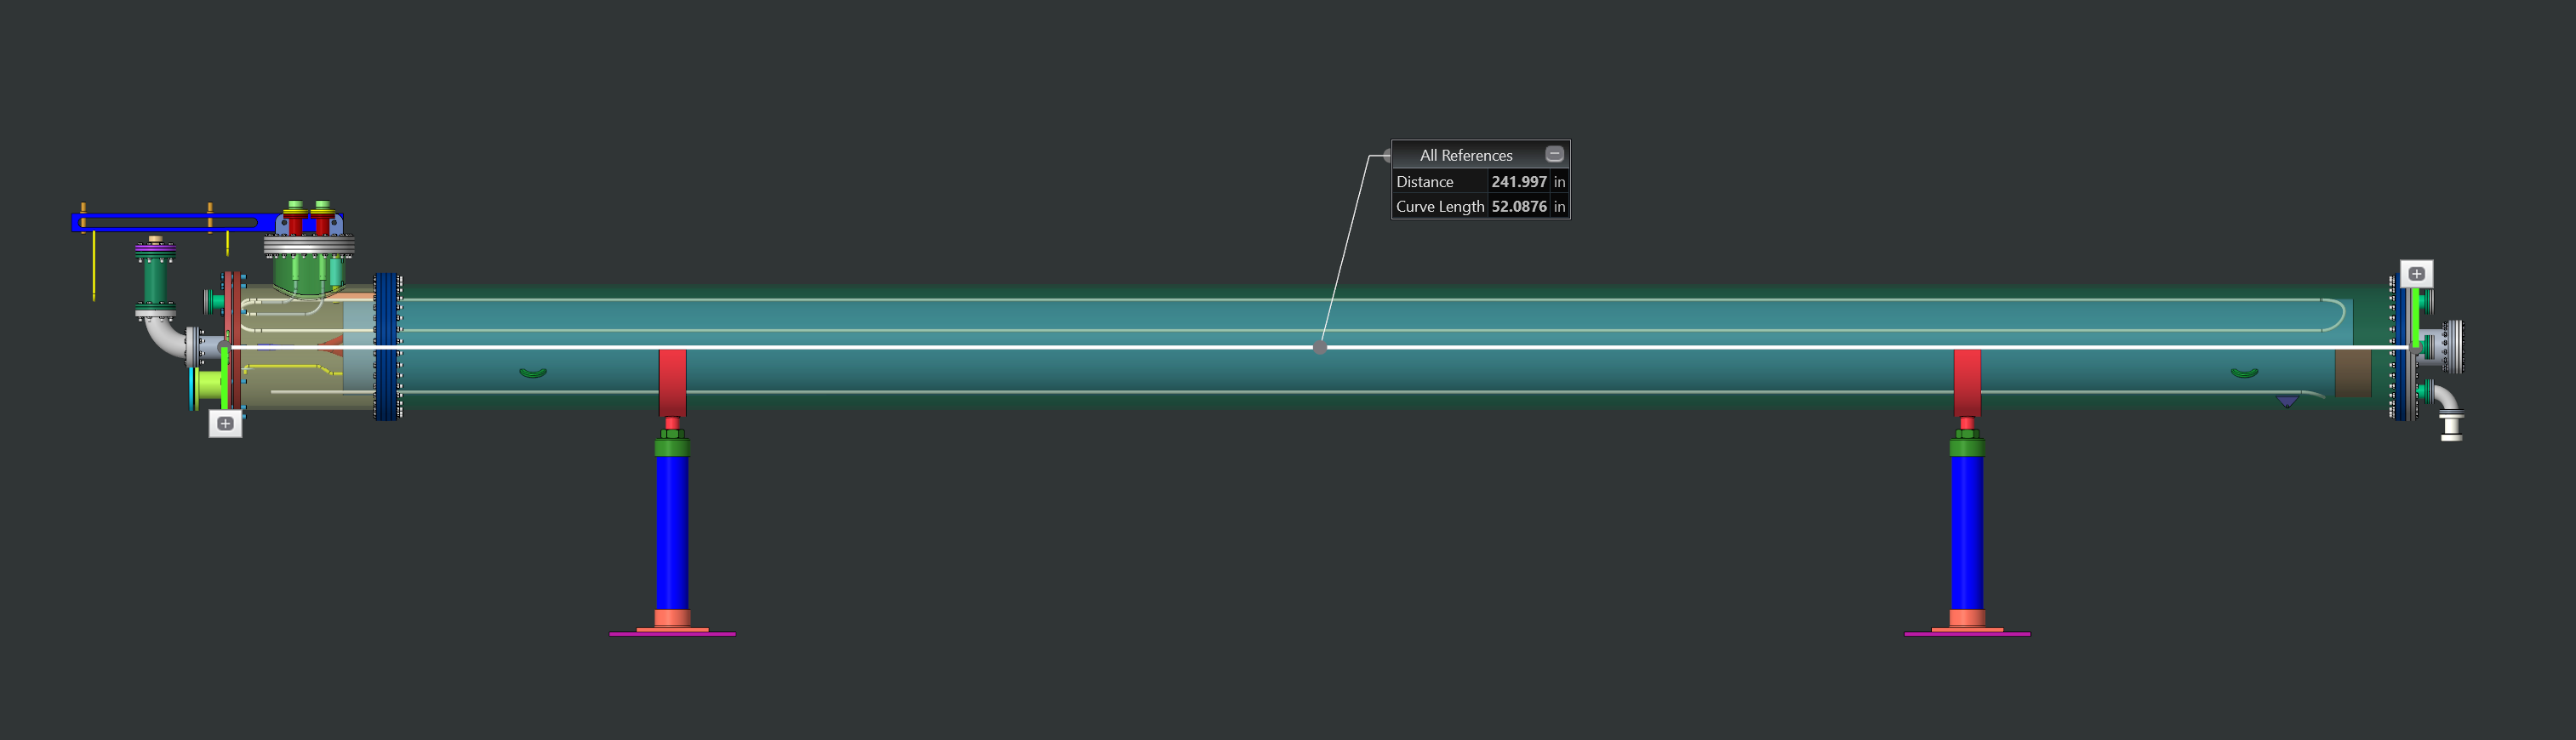 All References
Distance 241.997 in
Curve Length 52.0876 in